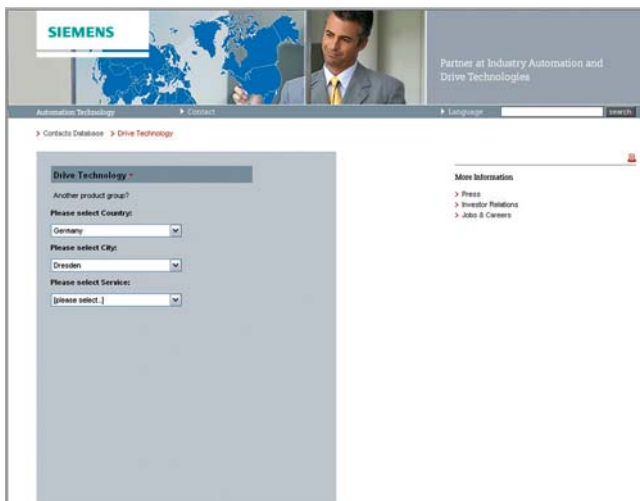 SIEMENS
Partner at Industry Automation and
Drive Technologies
Automation Technology
Contact
Language
search
Contacts Database
Drive Technology
Drive Technology
Another product group?
Please select Country:
Germany
Please select City:
Dresden
Please select Service:
[please select..]
More Information
Press
Investor Relations
Jobs & Careers